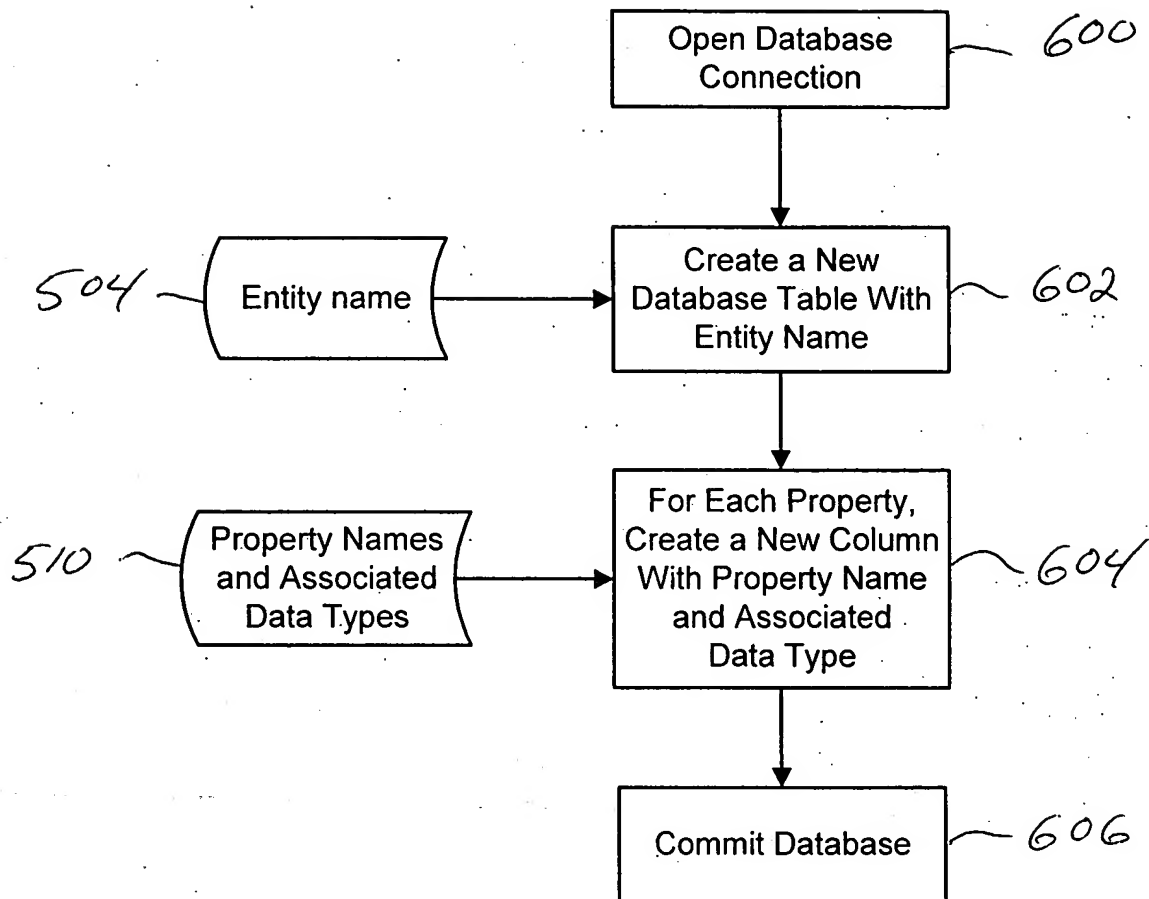 Open Database
Connection
600
504
Entity name
Create a New
Database Table With
Entity Name
602
510
Property Names
and Associated
Data Types
For Each Property,
Create a New Column
With Property Name
and Associated
Data Type
604
Commit Database
606